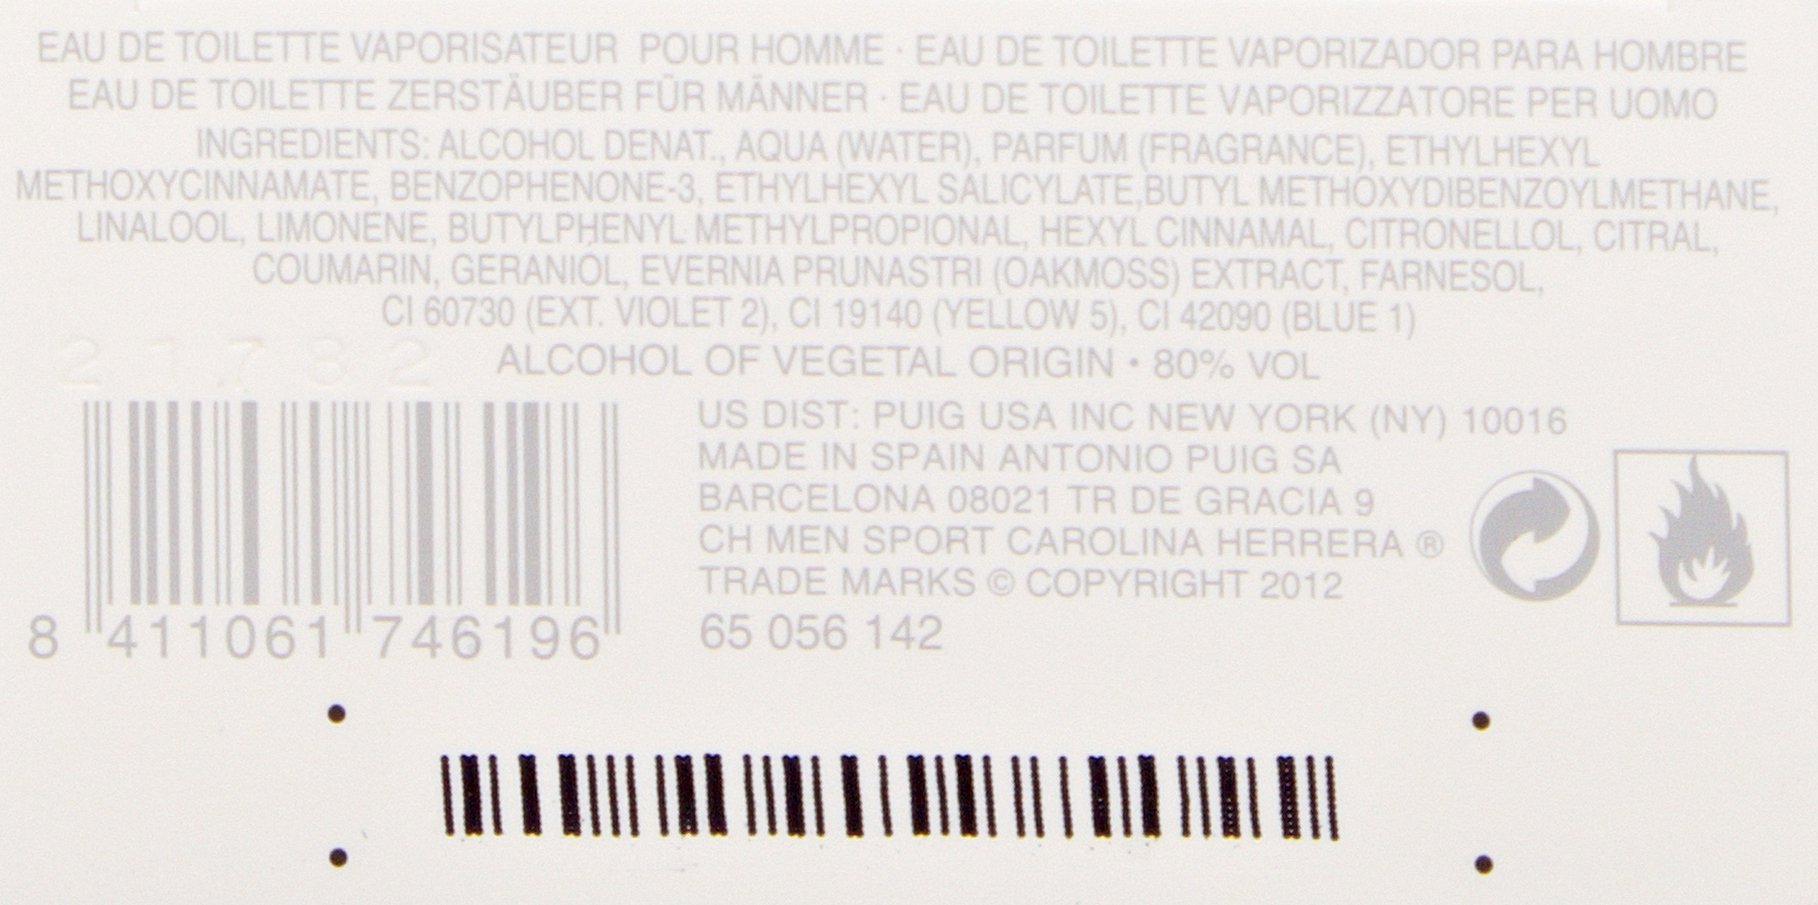 EAU DE TOILETTE VAPORISATEUR POUR HOMME · EAU DE TOILETTE VAPORIZADOR PARA HOMBRE
EAU DE TOILETTE ZERSTÄUBER FÜR MÄNNER · EAU DE TOILETTE VAPORIZZATORE PER UOMO
INGREDIENTS: ALCOHOL DENAT., AQUA (WATER), PARFUM (FRAGRANCE), ETHYLHEXYL
METHOXYCINNAMATE, BENZOPHENONE-3, ETHYLHEXYL SALICYLATE,BUTYL METHOXYDIBENZOYLMETHANE,
LINALOOL, LIMONENE, BUTYLPHENYL METHYLPROPIONAL, HEXYL CINNAMAL, CITRONELLOL, CITRAL,
COUMARIN, GERANIÓL, EVERNIA PRUNASTRI (OAKMOSS) EXTRACT, FARNESOL,
CI 60730 (EXT. VIOLET 2), CI 19140 (YELLOW 5), CI 42090 (BLUE 1)
21782
ALCOHOL OF VEGETAL ORIGIN • 80% VOL
US DIST: PUIG USA INC NEW YORK (NY) 10016
MADE IN SPAIN ANTONIO PUIG SA
BARCELONA 08021 TR DE GRACIA 9
CH MEN SPORT CAROLINA HERRERA ®
TRADE MARKS © COPYRIGHT 2012
65 056 142
8 411061 746196